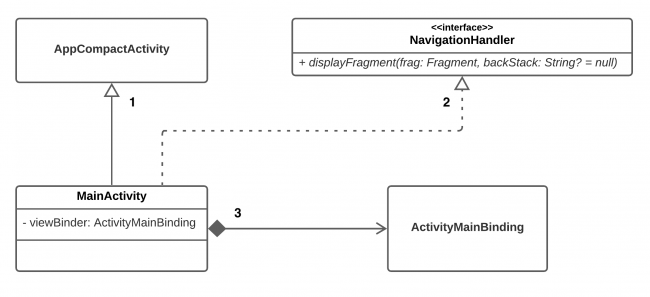 AppCompactActivity
<<interface>>
NavigationHandler
+ displayFragment(frag: Fragment, backStack: String? = null)
1
2
MainActivity
- viewBinder: ActivityMainBinding
3
ActivityMainBinding